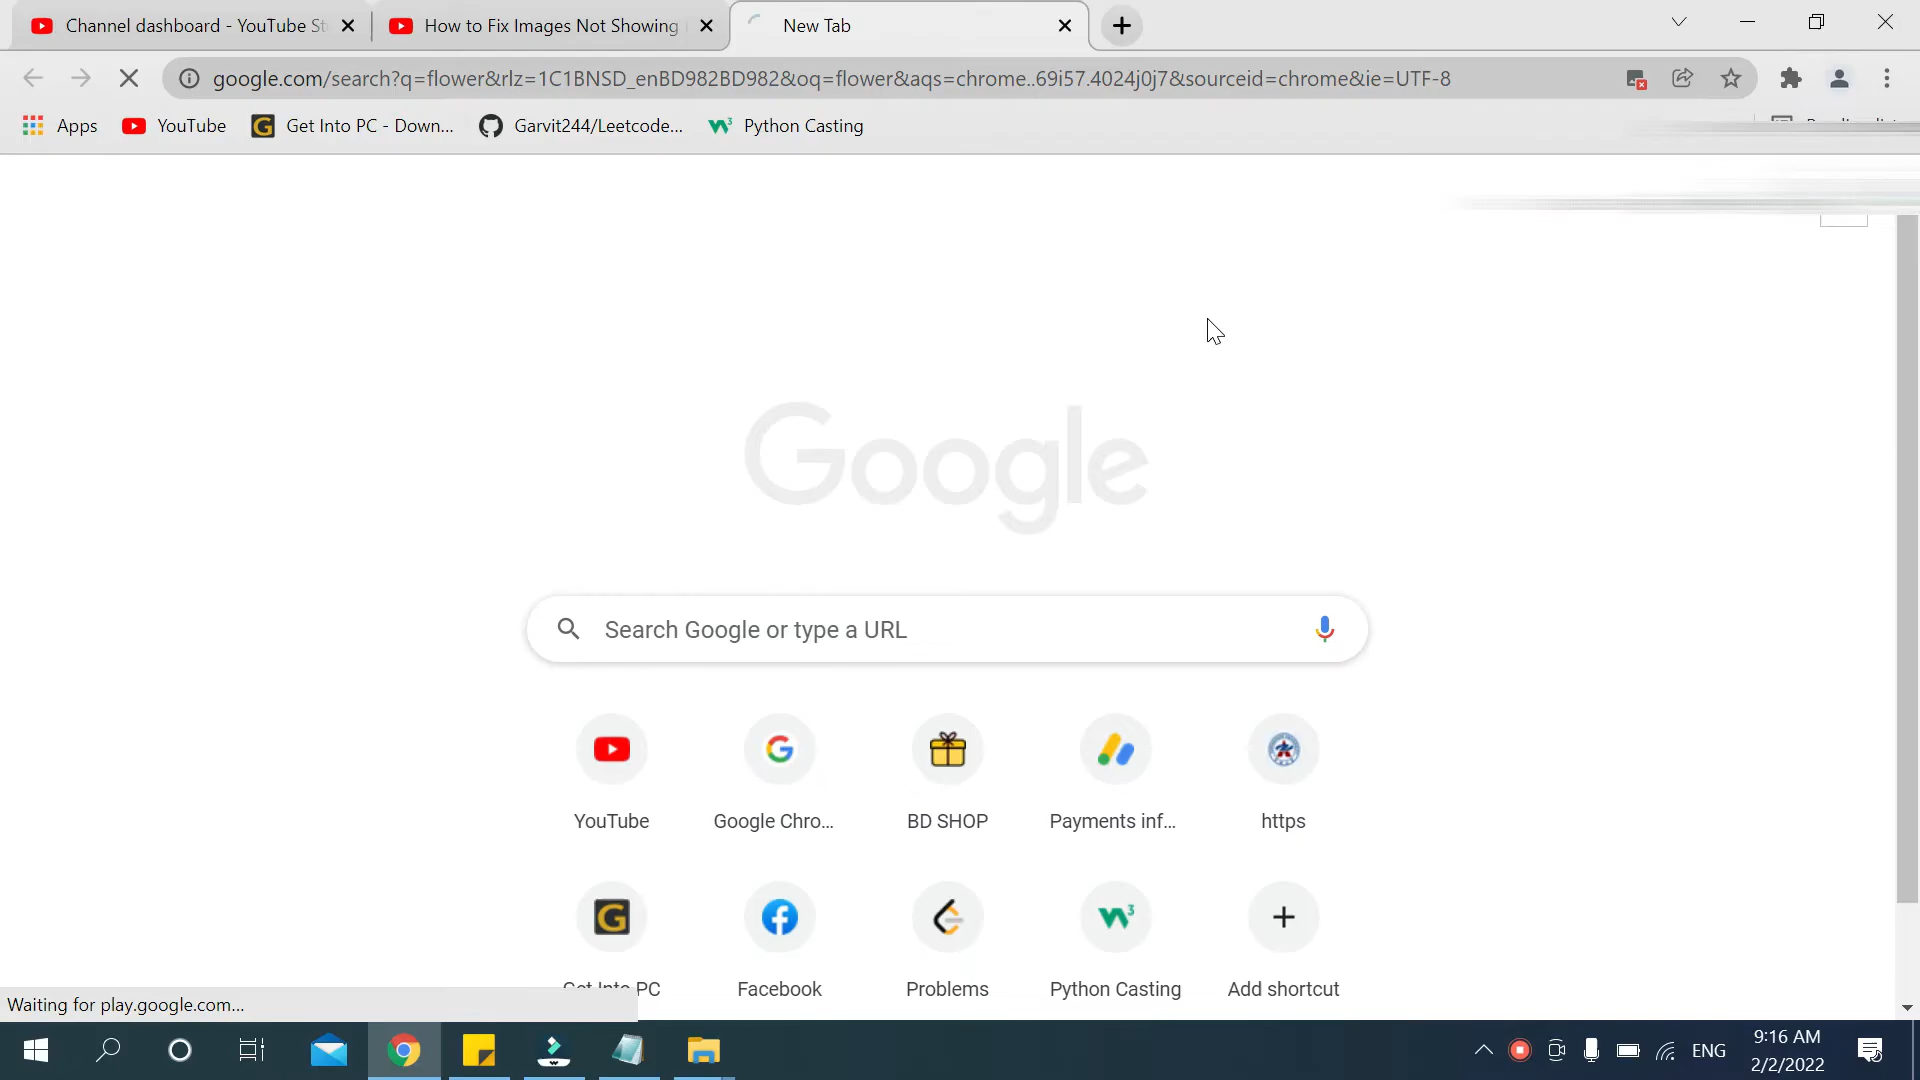 Channel dashboard - YouTube St
How to Fix Images Not Showing
New Tab
google.com/search?q=flower&rlz=1C1BNSD_enBD982BD982&oq=flower&aqs=chrome..69i57.4024j0j7&sourceid=chrome&ie=UTF-8
Apps
YouTube
Get Into PC - Down...
Garvit244/Leetcode...
Python Casting
Google
Search Google or type a URL
YouTube
Google Chro...
BD SHOP
Payments inf...
https
Get Into PC
Facebook
Problems
Python Casting
Add shortcut
Waiting for play.google.com...
ENG
9:16 AM
2/2/2022